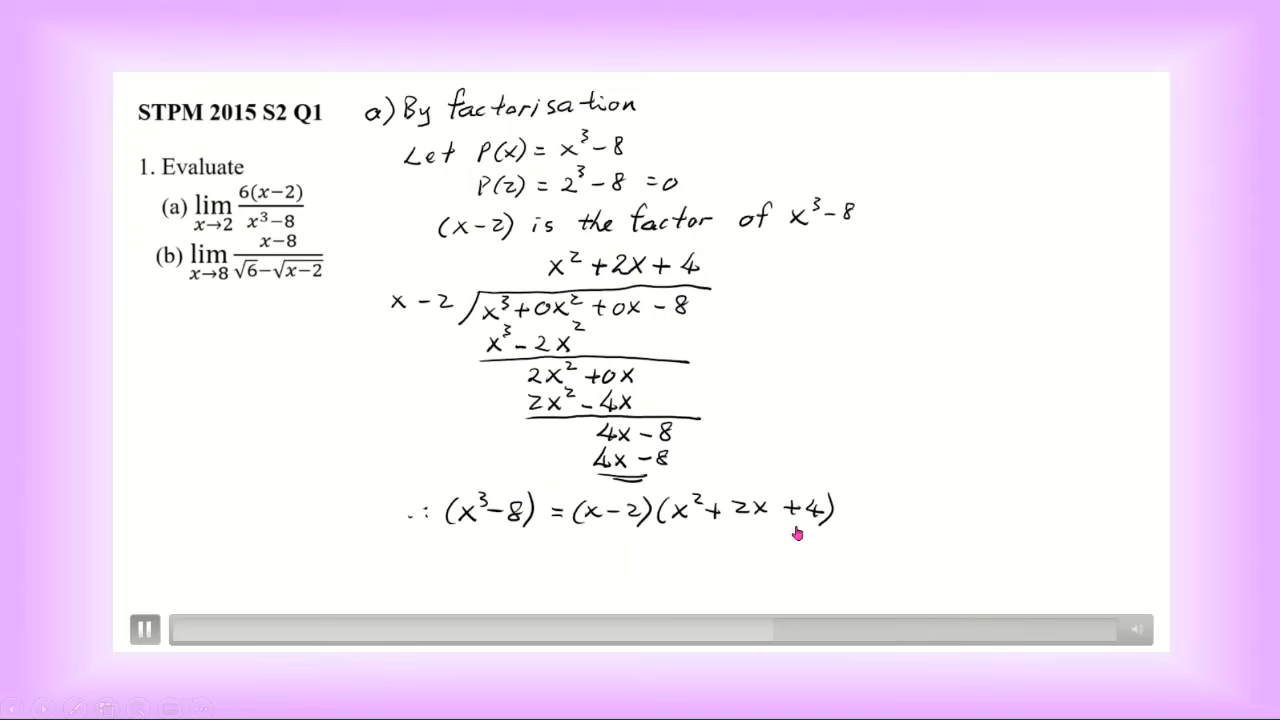 STPM 2015 S2 Q1
1. Evaluate
(a) lim x→2 6(x−2)/x³−8
(b) lim x→8 x−8/√6−√x−2
a) By factorisation
Let P(x) = x³ − 8
P(2) = 2³ − 8 = 0
(x−2) is the factor of x³ − 8
x² + 2x + 4
x − 2 x³ + 0x² + 0x − 8
x³ − 2x²
2x² + 0x
2x² − 4x
4x − 8
4x − 8
∴ (x³ − 8) = (x − 2)(x² + 2x + 4)